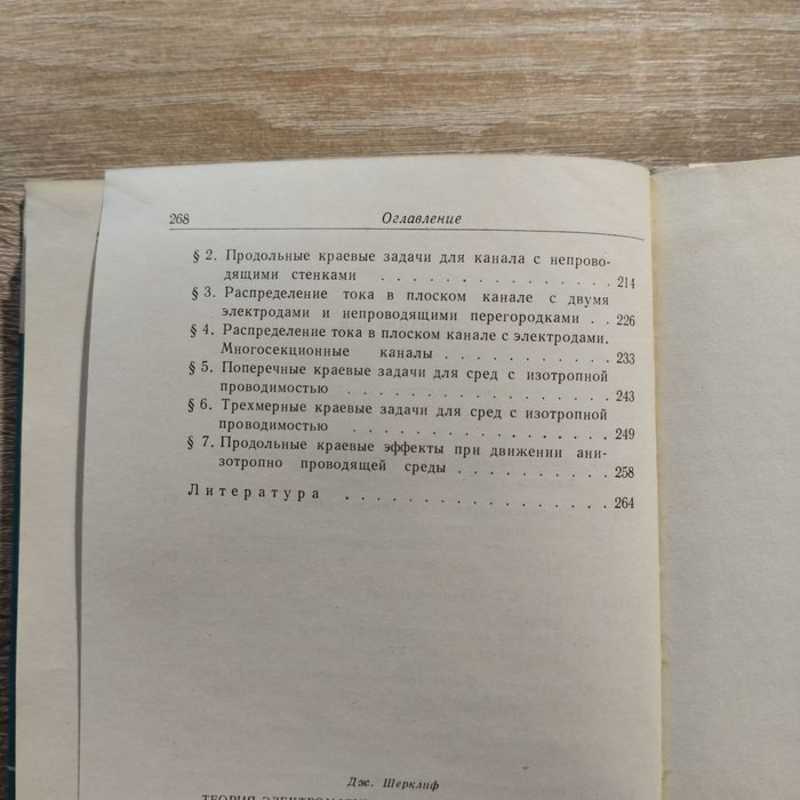 268 Оглавление
§ 2. Продольные краевые задачи для канала с непрово-
дящими стенками . . . . . . . . . . . . . . . 214
§ 3. Распределение тока в плоском канале с двумя
электродами и непроводящими перегородками . . 226
§ 4. Распределение тока в плоском канале с электродами.
Многосекционные каналы . . . . . . . . . . . 233
§ 5. Поперечные краевые задачи для сред с изотропной
проводимостью . . . . . . . . . . . . . . . . . 243
§ 6. Трехмерные краевые задачи для сред с изотропной
проводимостью . . . . . . . . . . . . . . . . 249
§ 7. Продольные краевые эффекты при движении ани-
зотропно проводящей среды . . . . . . . . . . 258
Литература . . . . . . . . . . . . . . . . . 264
Дж. Шерклиф
ТЕОРИЯ